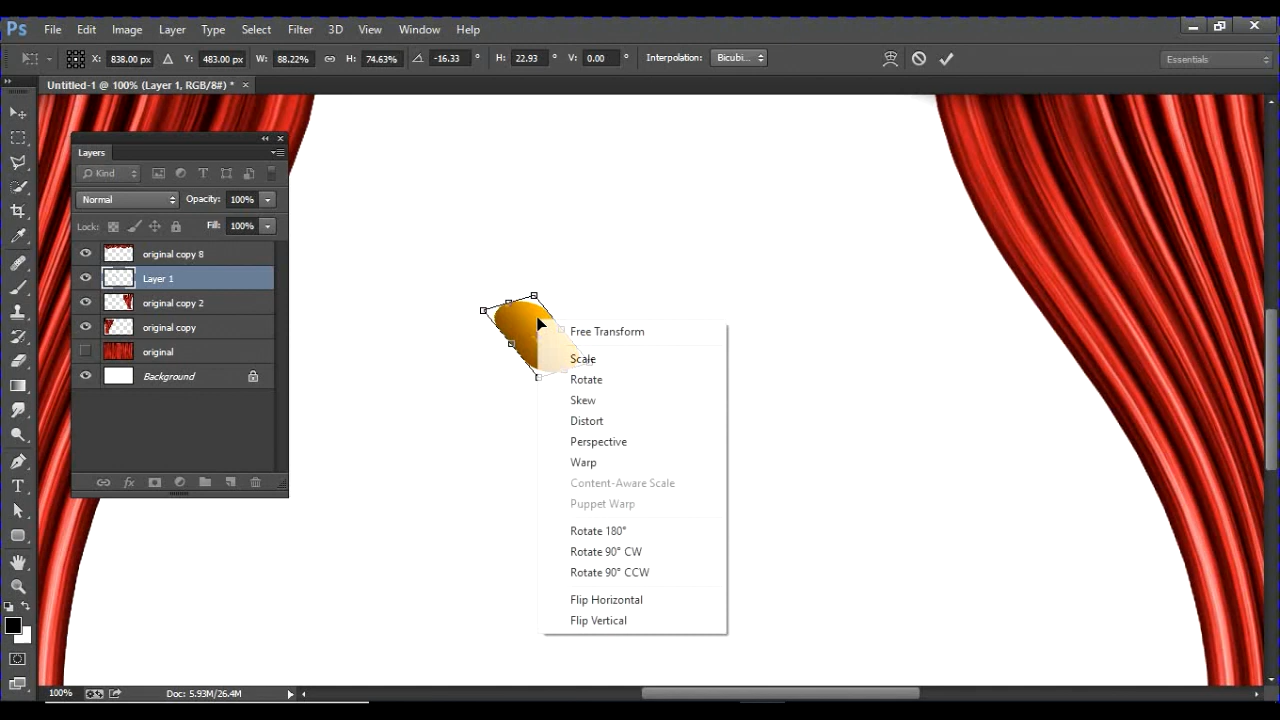 Ps File Edit Image Layer Type Select Filter 3D View Window Help
X: 838.00 px Y: 483.00 px W: 88.22% H: 74.63% -16.33 ° H: 22.93 ° V: 0.00 ° Interpolation: Bicubi... Essentials
Untitled-1 @ 100% (Layer 1, RGB/8#) * ×
Layers
Kind
Normal Opacity: 100%
Lock: Fill: 100%
original copy 8
Layer 1
original copy 2
original copy
original
Background
Free Transform
Scale
Rotate
Skew
Distort
Perspective
Warp
Content-Aware Scale
Puppet Warp
Rotate 180°
Rotate 90° CW
Rotate 90° CCW
Flip Horizontal
Flip Vertical
100% Doc: 5.93M/26.4M